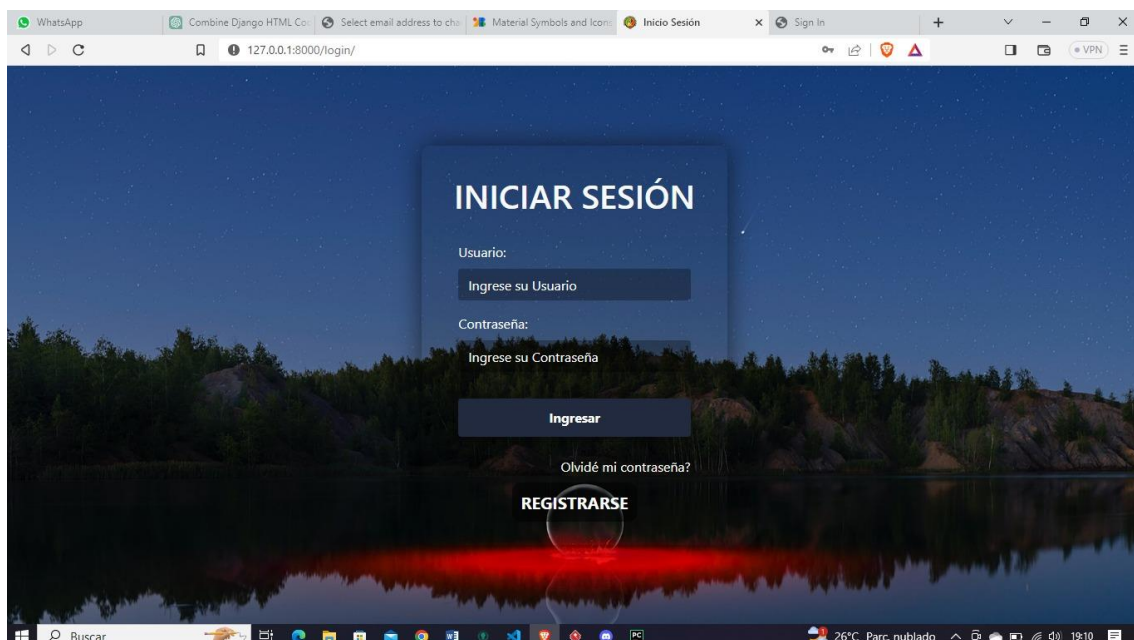 WhatsApp
Combine Django HTML Co
Select email address to cha
Material Symbols and Icons
Inicio Sesión
Sign In
127.0.0.1:8000/login/
VPN
INICIAR SESIÓN
Usuario:
Ingrese su Usuario
Contraseña:
Ingrese su Contraseña
Ingresar
Olvidé mi contraseña?
REGISTRARSE
Buscar
PC
26°C Parc. nublado
19:10